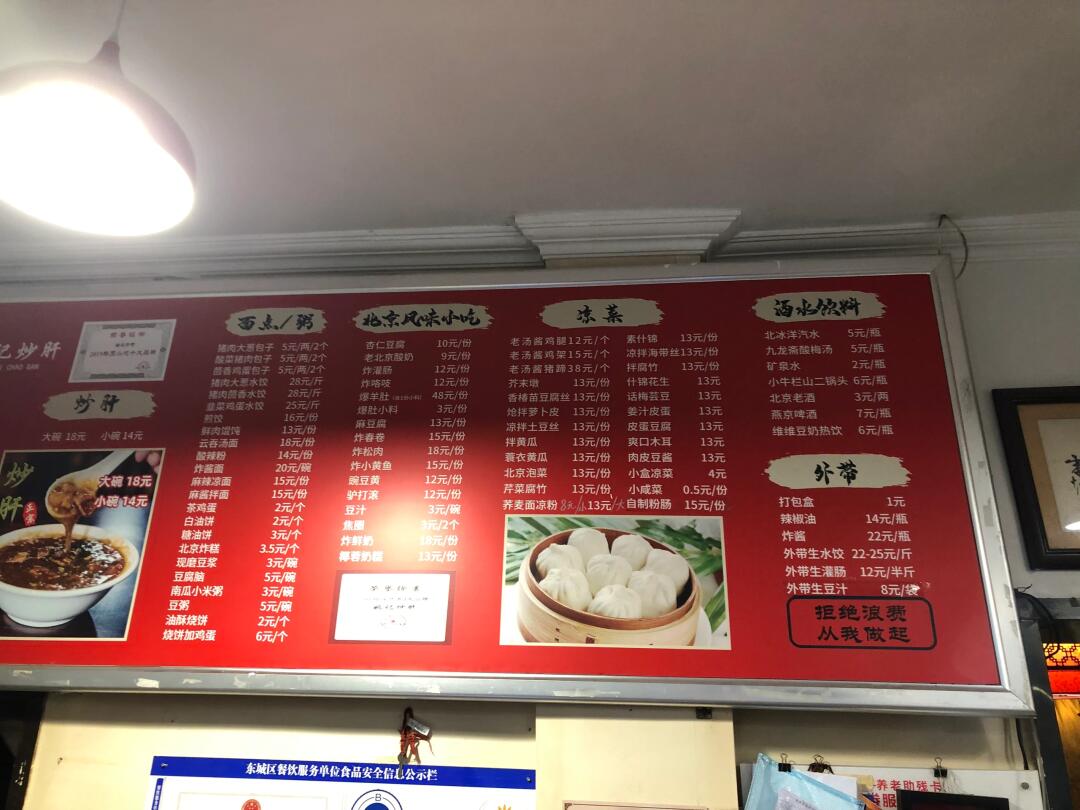 记炒肝
CHAO GAN
炒肝
大碗 18元 小碗 14元
炒肝
正宗
大碗 18元
小碗 14元
面点/粥
猪肉大葱包子 5元/两/2个
酸菜猪肉包子 5元/两/2个
茴香鸡蛋包子 5元/两/2个
猪肉大葱水饺 28元/斤
猪肉茴香水饺 28元/斤
韭菜鸡蛋水饺 25元/斤
煎饺 16元/份
鲜肉馄饨 13元/份
云吞汤面 18元/份
酸辣粉 14元/份
炸酱面 20元/碗
麻辣凉面 15元/份
麻酱拌面 15元/份
茶鸡蛋 2元/个
白油饼 2元/个
糖油饼 3元/个
北京炸糕 3.5元/个
现磨豆浆 3元/碗
豆腐脑 5元/碗
南瓜小米粥 3元/碗
豆粥 5元/碗
油酥烧饼 2元/个
烧饼加鸡蛋 6元/个
北京风味小吃
杏仁豆腐 10元/份
老北京酸奶 9元/份
炸灌肠 12元/份
炸咯吱 12元/份
爆羊肚 48元/份
爆肚小料 3元/份
麻豆腐 13元/份
炸春卷 15元/份
炸松肉 18元/份
炸小黄鱼 15元/份
豌豆黄 12元/份
驴打滚 12元/份
豆汁 3元/碗
焦圈 3元/2个
炸鲜奶 18元/份
椰蓉奶糕 13元/份
凉菜
老汤酱鸡腿 12元/个
老汤酱鸡架 15元/个
老汤酱猪蹄 38元/个
芥末墩 13元/份
香椿苗豆腐丝 13元/份
炝拌萝卜皮 13元/份
凉拌土豆丝 13元/份
拌黄瓜 13元/份
蓑衣黄瓜 13元/份
北京泡菜 13元/份
芹菜腐竹 13元/份
荞麦面凉粉 8元/小 13元/大
素什锦 13元/份
凉拌海带丝 13元/份
拌腐竹 13元/份
什锦花生 13元
话梅芸豆 13元
姜汁皮蛋 13元
皮蛋豆腐 13元
爽口木耳 13元
肉皮豆酱 13元
小盒凉菜 4元
小咸菜 0.5元/份
自制粉肠 15元/份
酒水饮料
北冰洋汽水 5元/瓶
九龙斋酸梅汤 5元/瓶
矿泉水 2元/瓶
小牛栏山二锅头 6元/瓶
北京老酒 3元/两
燕京啤酒 7元/瓶
维维豆奶热饮 6元/瓶
外带
打包盒 1元
辣椒油 14元/瓶
炸酱 22元/瓶
外带生水饺 22-25元/斤
外带生灌肠 12元/半斤
外带生豆汁 8元/袋
拒绝浪费
从我做起
东城区餐饮服务单位食品安全信息公示栏
养老助残卡